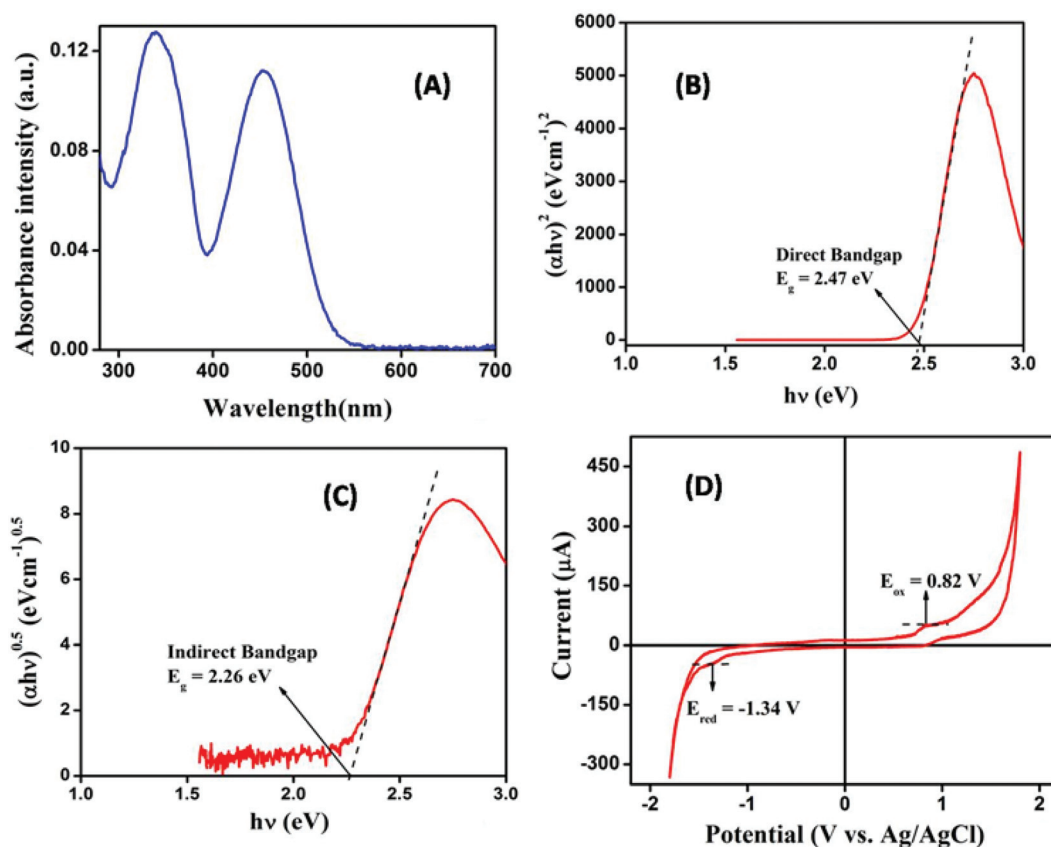 (A)
Absorbance intensity (a.u.)
0.12
0.08
0.04
0.00
300 400 500 600 700
Wavelength(nm)
(B)
(αhν)² (eVcm⁻¹)²
6000
5000
4000
3000
2000
1000
0
Direct Bandgap
E_g = 2.47 eV
1.0 1.5 2.0 2.5 3.0
hν (eV)
(C)
(αhν)^0.5 (eVcm⁻¹)^0.5
10
8
6
4
2
0
Indirect Bandgap
E_g = 2.26 eV
1.0 1.5 2.0 2.5 3.0
hν (eV)
(D)
Current (μA)
450
300
150
0
-150
-300
E_ox = 0.82 V
E_red = -1.34 V
-2 -1 0 1 2
Potential (V vs. Ag/AgCl)